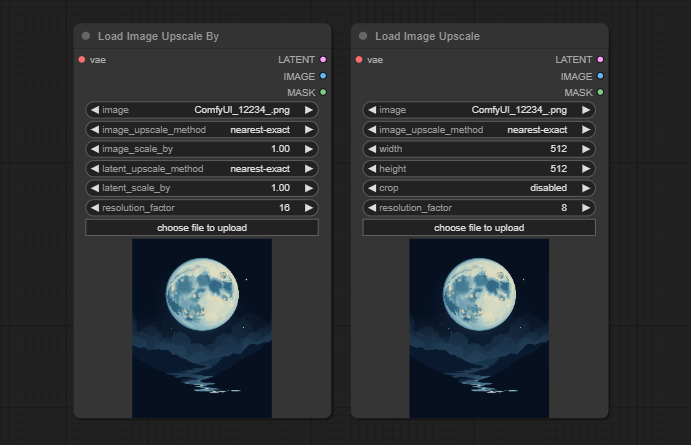 Load Image Upscale By
vae LATENT
IMAGE
MASK
image ComfyUI_12234_.png
image_upscale_method nearest-exact
image_scale_by 1.00
latent_upscale_method nearest-exact
latent_scale_by 1.00
resolution_factor 16
choose file to upload
Load Image Upscale
vae LATENT
IMAGE
MASK
image ComfyUI_12234_.png
image_upscale_method nearest-exact
width 512
height 512
crop disabled
resolution_factor 8
choose file to upload